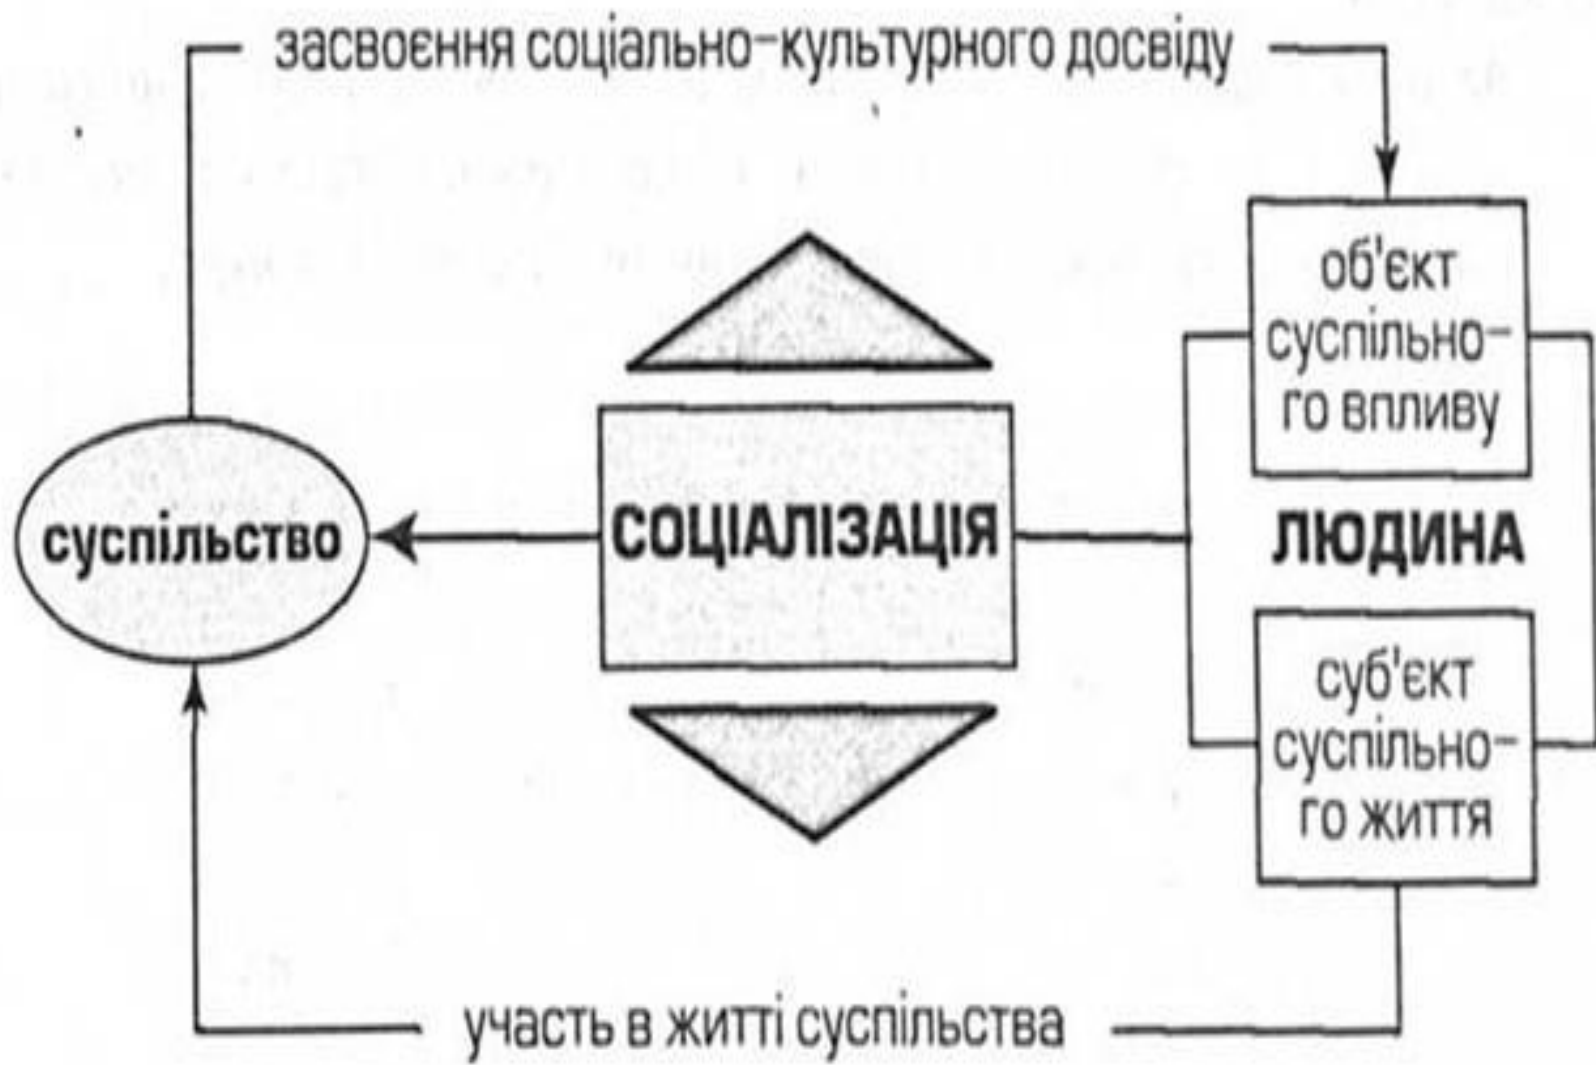 засвоєння соціально-культурного досвіду
об'єкт
суспільно-
го впливу
суспільство
СОЦІАЛІЗАЦІЯ
ЛЮДИНА
суб'єкт
суспільно-
го життя
участь в житті суспільства